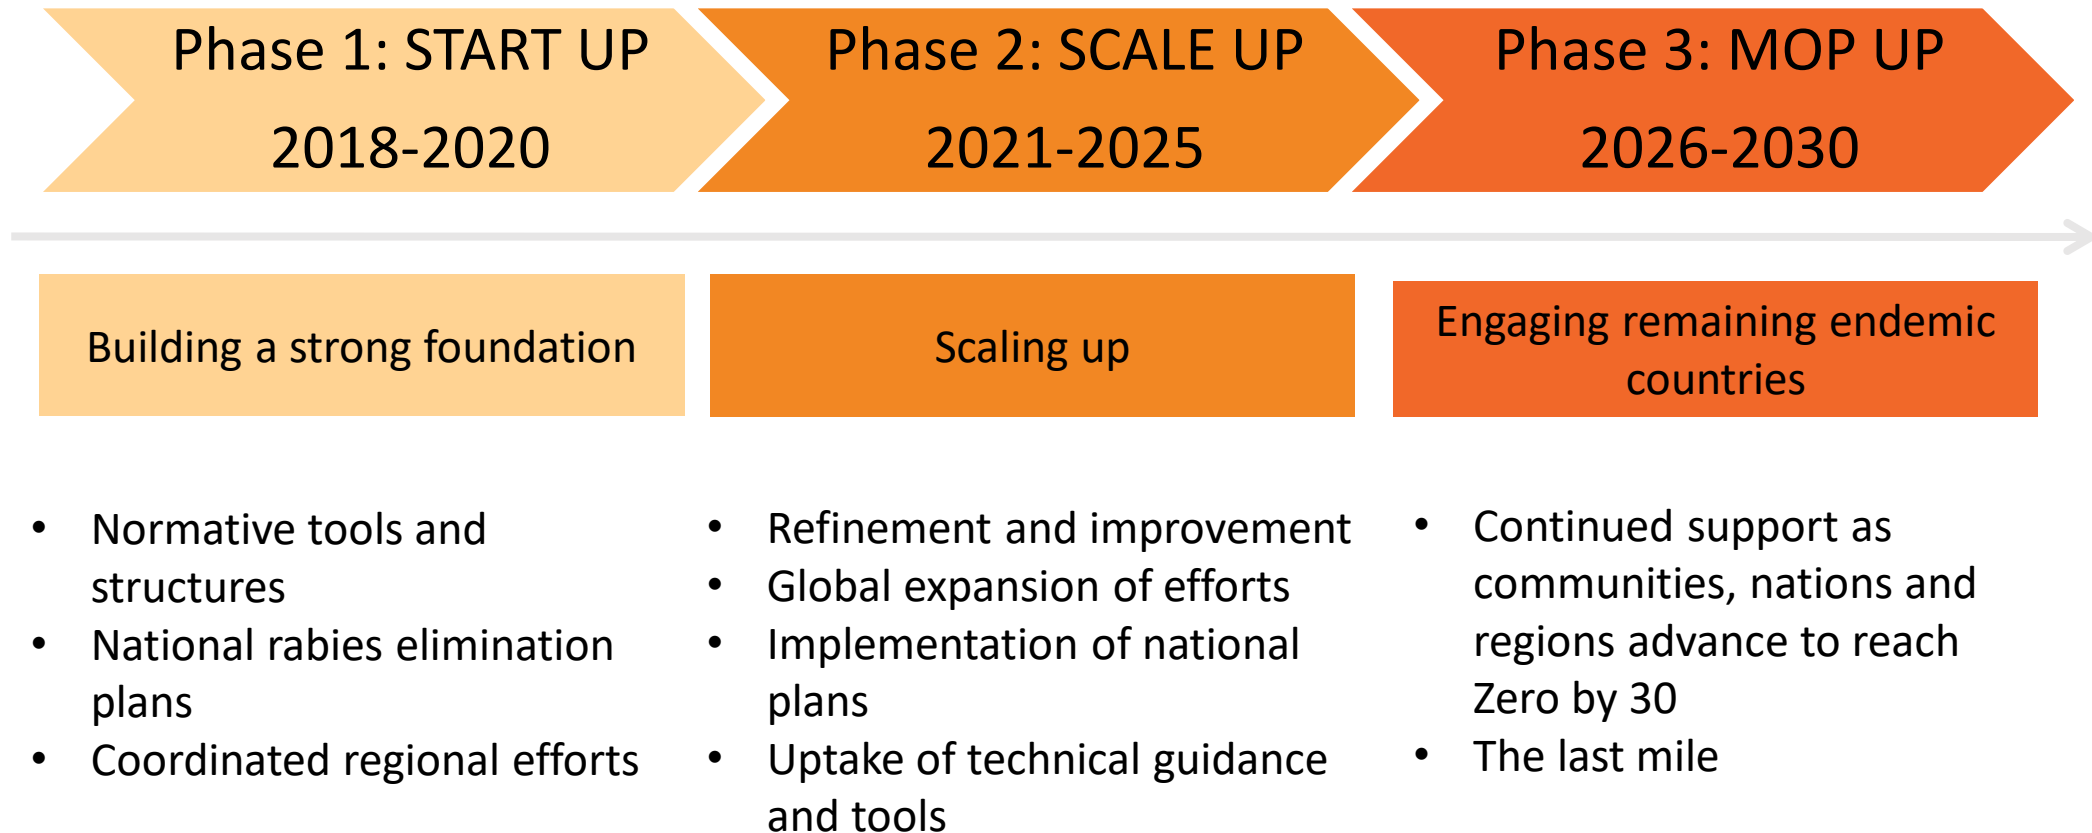 Phase 1: START UP
2018-2020
Phase 2: SCALE UP
2021-2025
Phase 3: MOP UP
2026-2030
Building a strong foundation
Scaling up
Engaging remaining endemic
countries
• Normative tools and
structures
• National rabies elimination
plans
• Coordinated regional efforts
• Refinement and improvement
• Global expansion of efforts
• Implementation of national
plans
• Uptake of technical guidance
and tools
• Continued support as
communities, nations and
regions advance to reach
Zero by 30
• The last mile